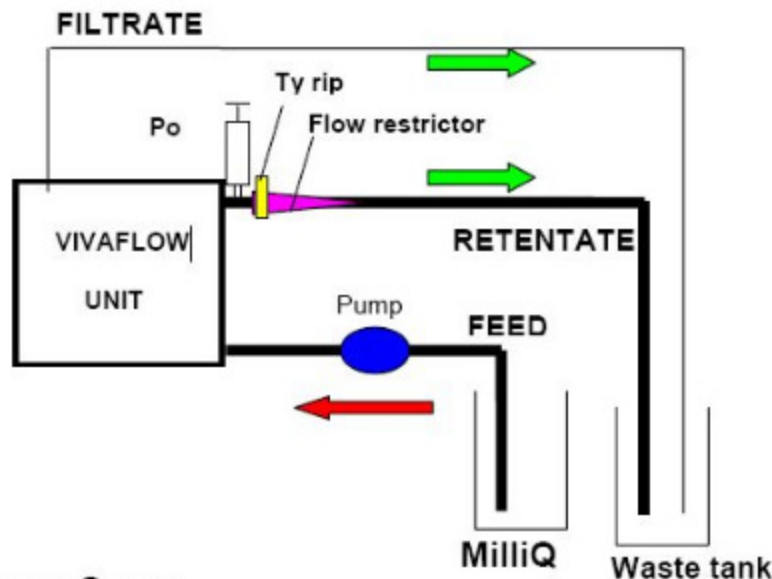 FILTRATE
Ty rip
Po
Flow restrictor
VIVAFLOW
RETENTATE
UNIT
Pump
FEED
MilliQ
Waste tank